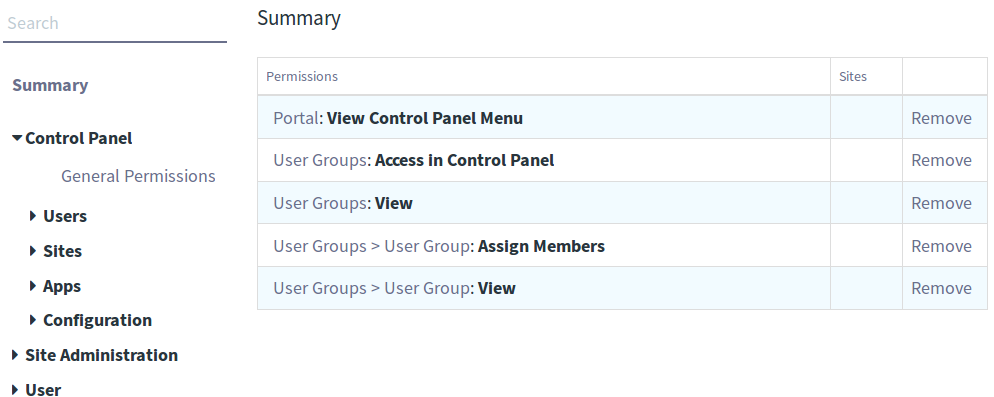 Search
Summary
Control Panel
General Permissions
Users
Sites
Apps
Configuration
Site Administration
User
Summary
Permissions Sites
Portal: View Control Panel Menu Remove
User Groups: Access in Control Panel Remove
User Groups: View Remove
User Groups > User Group: Assign Members Remove
User Groups > User Group: View Remove